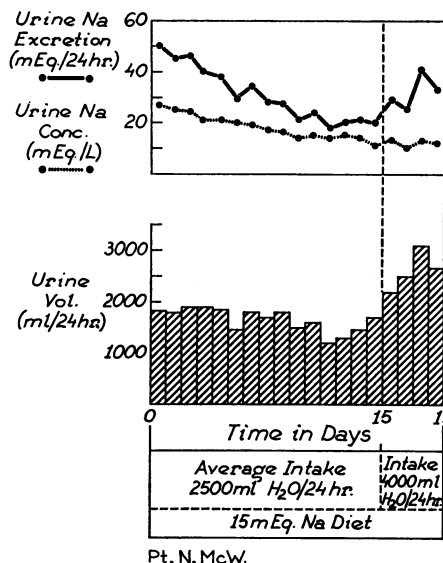 Urine Na
Excretion
(mEq/24hr.)
60
40
20
0
Urine Na
Conc.
(mEq/L)
Urine
Vol.
(ml/24hr.)
3000
2000
1000
0
15
Time in Days
Average Intake
2500ml H₂O/24hr.
Intake
4000ml
H₂O/24hr.
15mEq. Na Diet
Pt. N. McW.